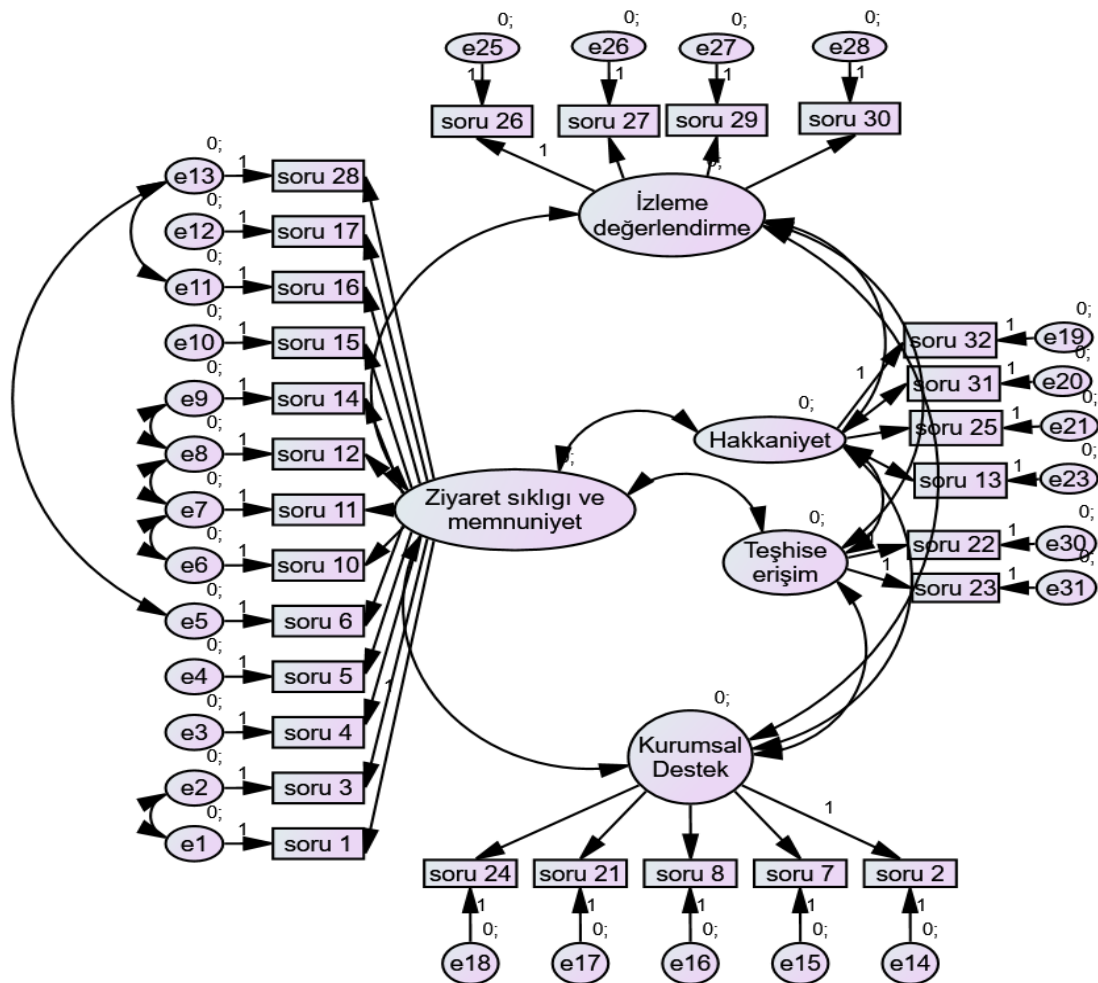 0; 0; 0; 0;
e25 e26 e27 e28
1 1 1 1
soru 26 soru 27 soru 29 soru 30
1 0;
İzleme
değerlendirme
0;
e13 1 soru 28
0;
e12 1 soru 17
0;
e11 1 soru 16
0;
e10 1 soru 15
0;
e9 1 soru 14
0;
e8 1 soru 12
0;
e7 1 soru 11
0;
e6 1 soru 10
0;
e5 1 soru 6
0;
e4 1 soru 5
0;
e3 1 soru 4
0;
e2 1 soru 3
0;
e1 1 soru 1
0;
Ziyaret sıklıgı ve
memnuniyet
1
0;
Hakkaniyet
1
0;
soru 32 1 e19
0;
soru 31 1 e20
0;
soru 25 1 e21
0;
soru 13 1 e23
0;
Teşhise
erişim
1
0;
soru 22 1 e30
0;
soru 23 1 e31
0;
Kurumsal
Destek
1
soru 24 soru 21 soru 8 soru 7 soru 2
1 1 1 1 1
0; 0; 0; 0; 0;
e18 e17 e16 e15 e14